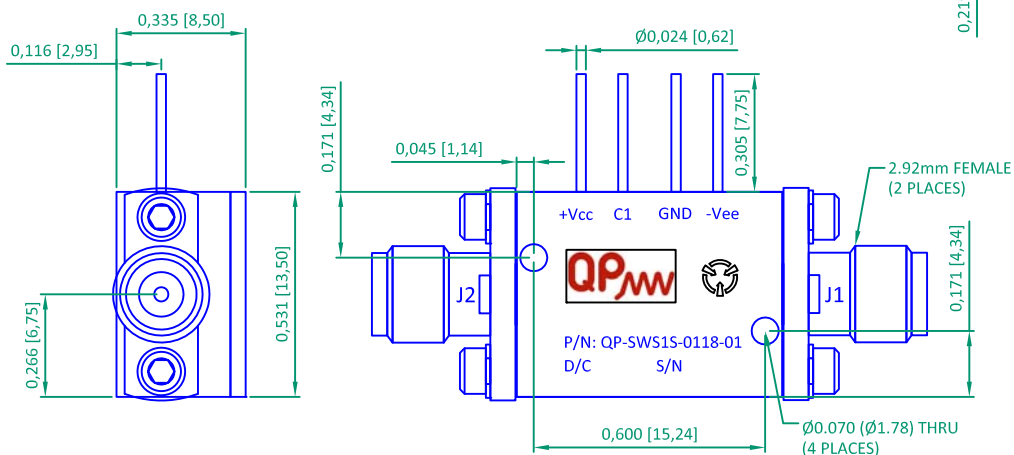 0,335 [8,50]
0,116 [2,95]
0,266 [6,75]
0,531 [13,50]
0,171 [4,34]
0,045 [1,14]
Ø0,024 [0,62]
0,305 [7,75]
0,21
2.92mm FEMALE
(2 PLACES)
+Vcc C1 GND -Vee
QPMW
J2
J1
0,171 [4,34]
P/N: QP-SWS1S-0118-01
D/C S/N
0,600 [15,24]
Ø0.070 (Ø1.78) THRU
(4 PLACES)